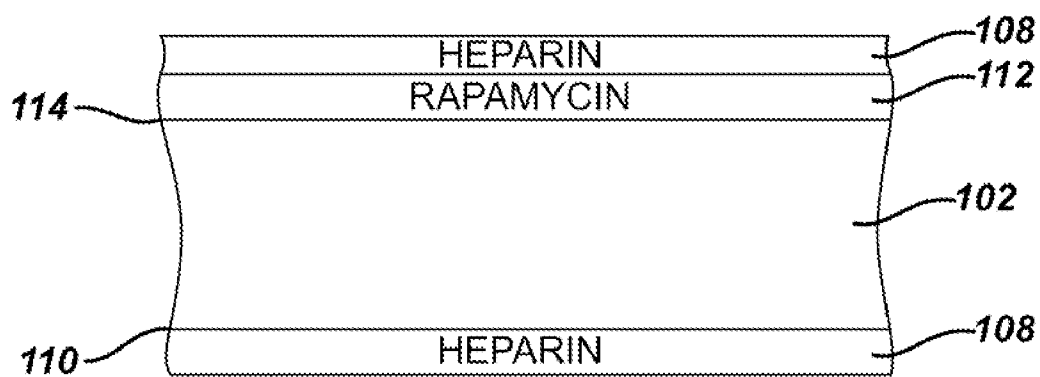 HEPARIN 108
RAPAMYCIN 112
114
102
110 HEPARIN 108